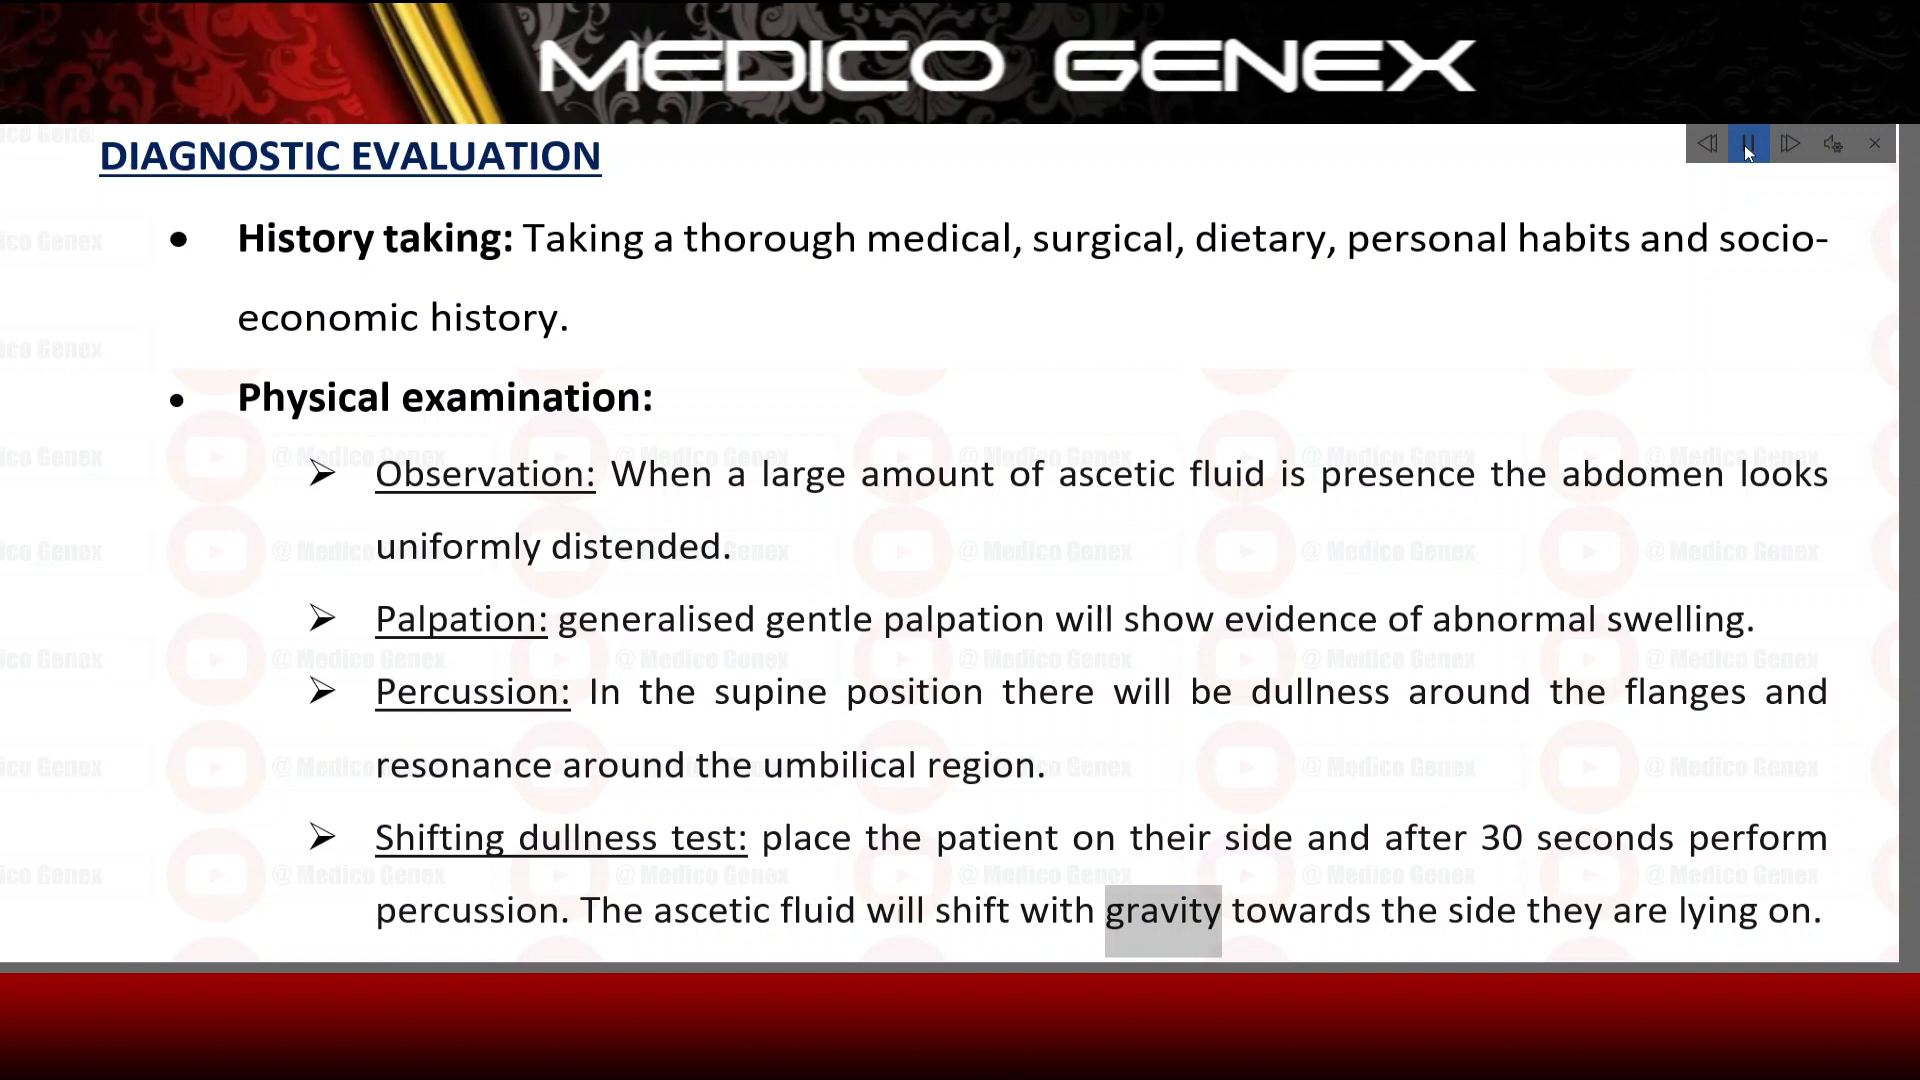 MEDICO GENEX
DIAGNOSTIC EVALUATION
• History taking: Taking a thorough medical, surgical, dietary, personal habits and socio-
economic history.
• Physical examination:
➢ Observation: When a large amount of ascetic fluid is presence the abdomen looks
uniformly distended.
➢ Palpation: generalised gentle palpation will show evidence of abnormal swelling.
➢ Percussion: In the supine position there will be dullness around the flanges and
resonance around the umbilical region.
➢ Shifting dullness test: place the patient on their side and after 30 seconds perform
percussion. The ascetic fluid will shift with gravity towards the side they are lying on.
@ Medico Genex